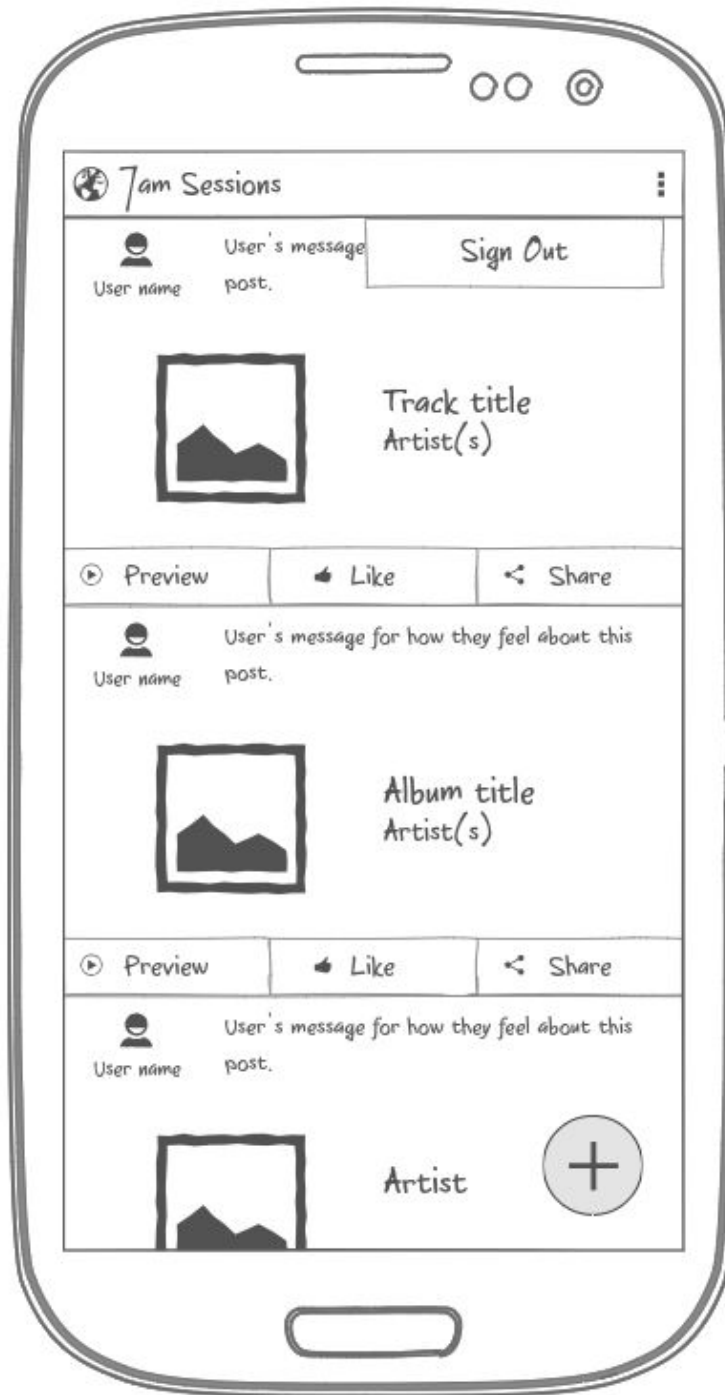 7am Sessions
Sign Out
User's message
post.
User name
Track title
Artist(s)
Preview
Like
Share
User's message for how they feel about this
post.
User name
Album title
Artist(s)
Preview
Like
Share
User's message for how they feel about this
post.
User name
Artist